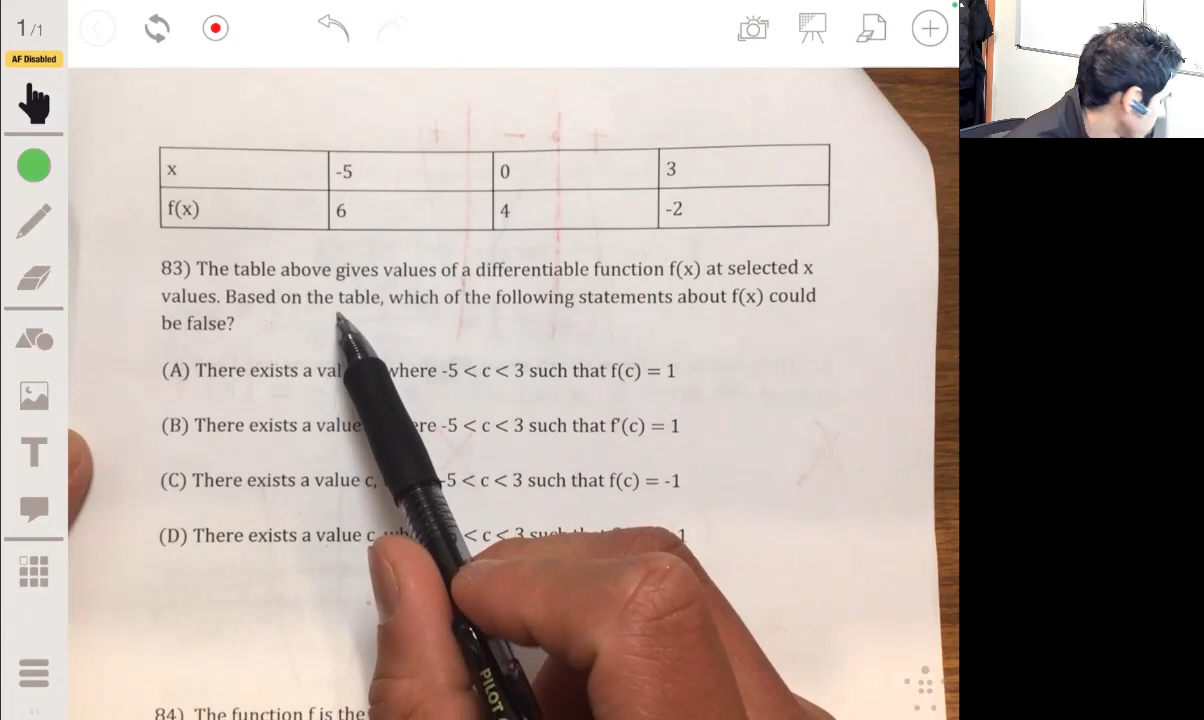 1/1
AF Disabled
+ - +
x -5 0 3
f(x) 6 4 -2
83) The table above gives values of a differentiable function f(x) at selected x
values. Based on the table, which of the following statements about f(x) could
be false?
(A) There exists a where -5 < c < 3 such that f(c) = 1
(B) There exists a value -5 < c < 3 such that f'(c) = 1
(C) There exists a value c, -5 < c < 3 such that f(c) = -1
(D) There exists a value c < c < 3 such 1
84) The function f is the
T
PILOT